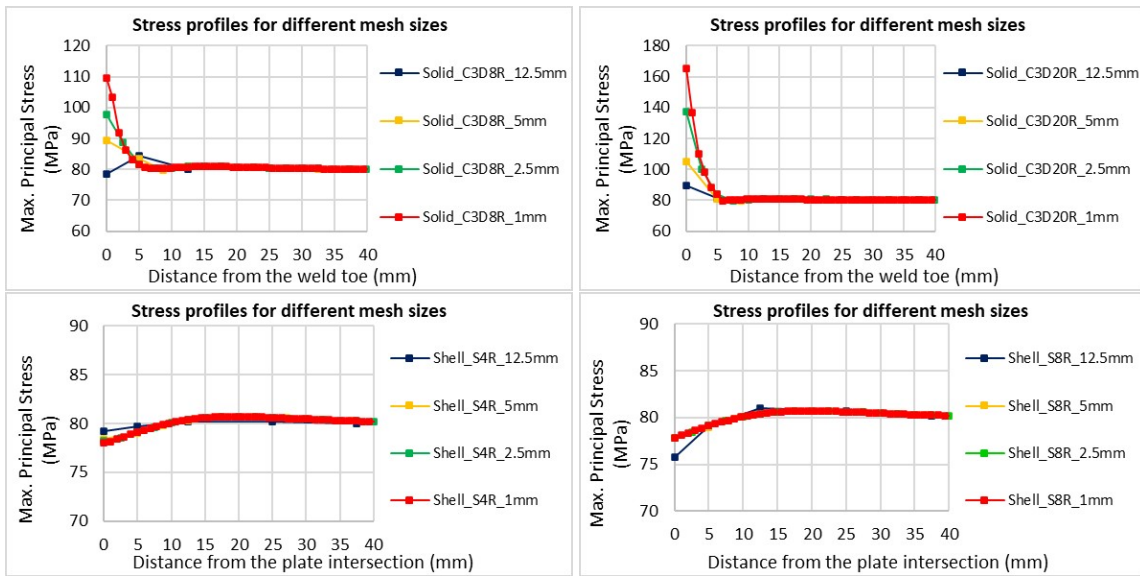 Stress profiles for different mesh sizes
Max. Principal Stress
(MPa)
120
110
100
90
80
70
60
0 5 10 15 20 25 30 35 40
Distance from the weld toe (mm)
Solid_C3D8R_12.5mm
Solid_C3D8R_5mm
Solid_C3D8R_2.5mm
Solid_C3D8R_1mm
Stress profiles for different mesh sizes
Max. Principal Stress
(MPa)
180
160
140
120
100
80
60
0 5 10 15 20 25 30 35 40
Distance from the weld toe (mm)
Solid_C3D20R_12.5mm
Solid_C3D20R_5mm
Solid_C3D20R_2.5mm
Solid_C3D20R_1mm
Stress profiles for different mesh sizes
Max. Principal Stress
(MPa)
90
85
80
75
70
0 5 10 15 20 25 30 35 40
Distance from the plate intersection (mm)
Shell_S4R_12.5mm
Shell_S4R_5mm
Shell_S4R_2.5mm
Shell_S4R_1mm
Stress profiles for different mesh sizes
Max. Principal Stress
(MPa)
90
85
80
75
70
0 5 10 15 20 25 30 35 40
Distance from the plate intersection (mm)
Shell_S8R_12.5mm
Shell_S8R_5mm
Shell_S8R_2.5mm
Shell_S8R_1mm